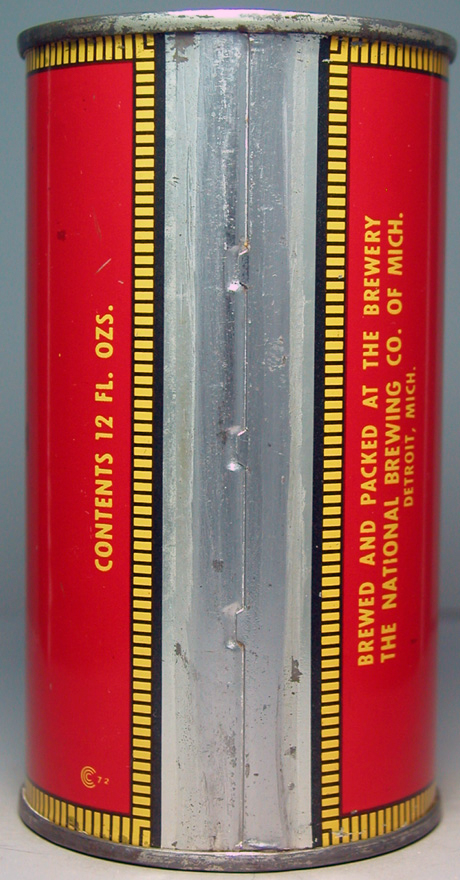 CONTENTS 12 FL. OZS.
72
BREWED AND PACKED AT THE BREWERY
THE NATIONAL BREWING CO. OF MICH.
DETROIT, MICH.